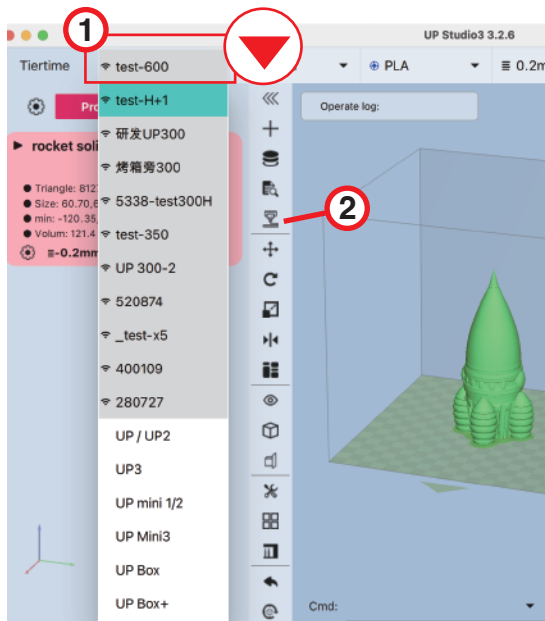 1
UP Studio3 3.2.6
Tiertime
test-600
PLA
test-H+1
Operate log:
研发UP300
rocket soli
烤箱旁300
Triangle: 812
5338-test300H
Size: 60.70,6
2
min: -120.35,
test-350
Volum: 121.4
-0.2mm
UP 300-2
520874
_test-x5
400109
280727
UP / UP2
UP3
UP mini 1/2
UP Mini3
UP Box
UP Box+
Cmd: